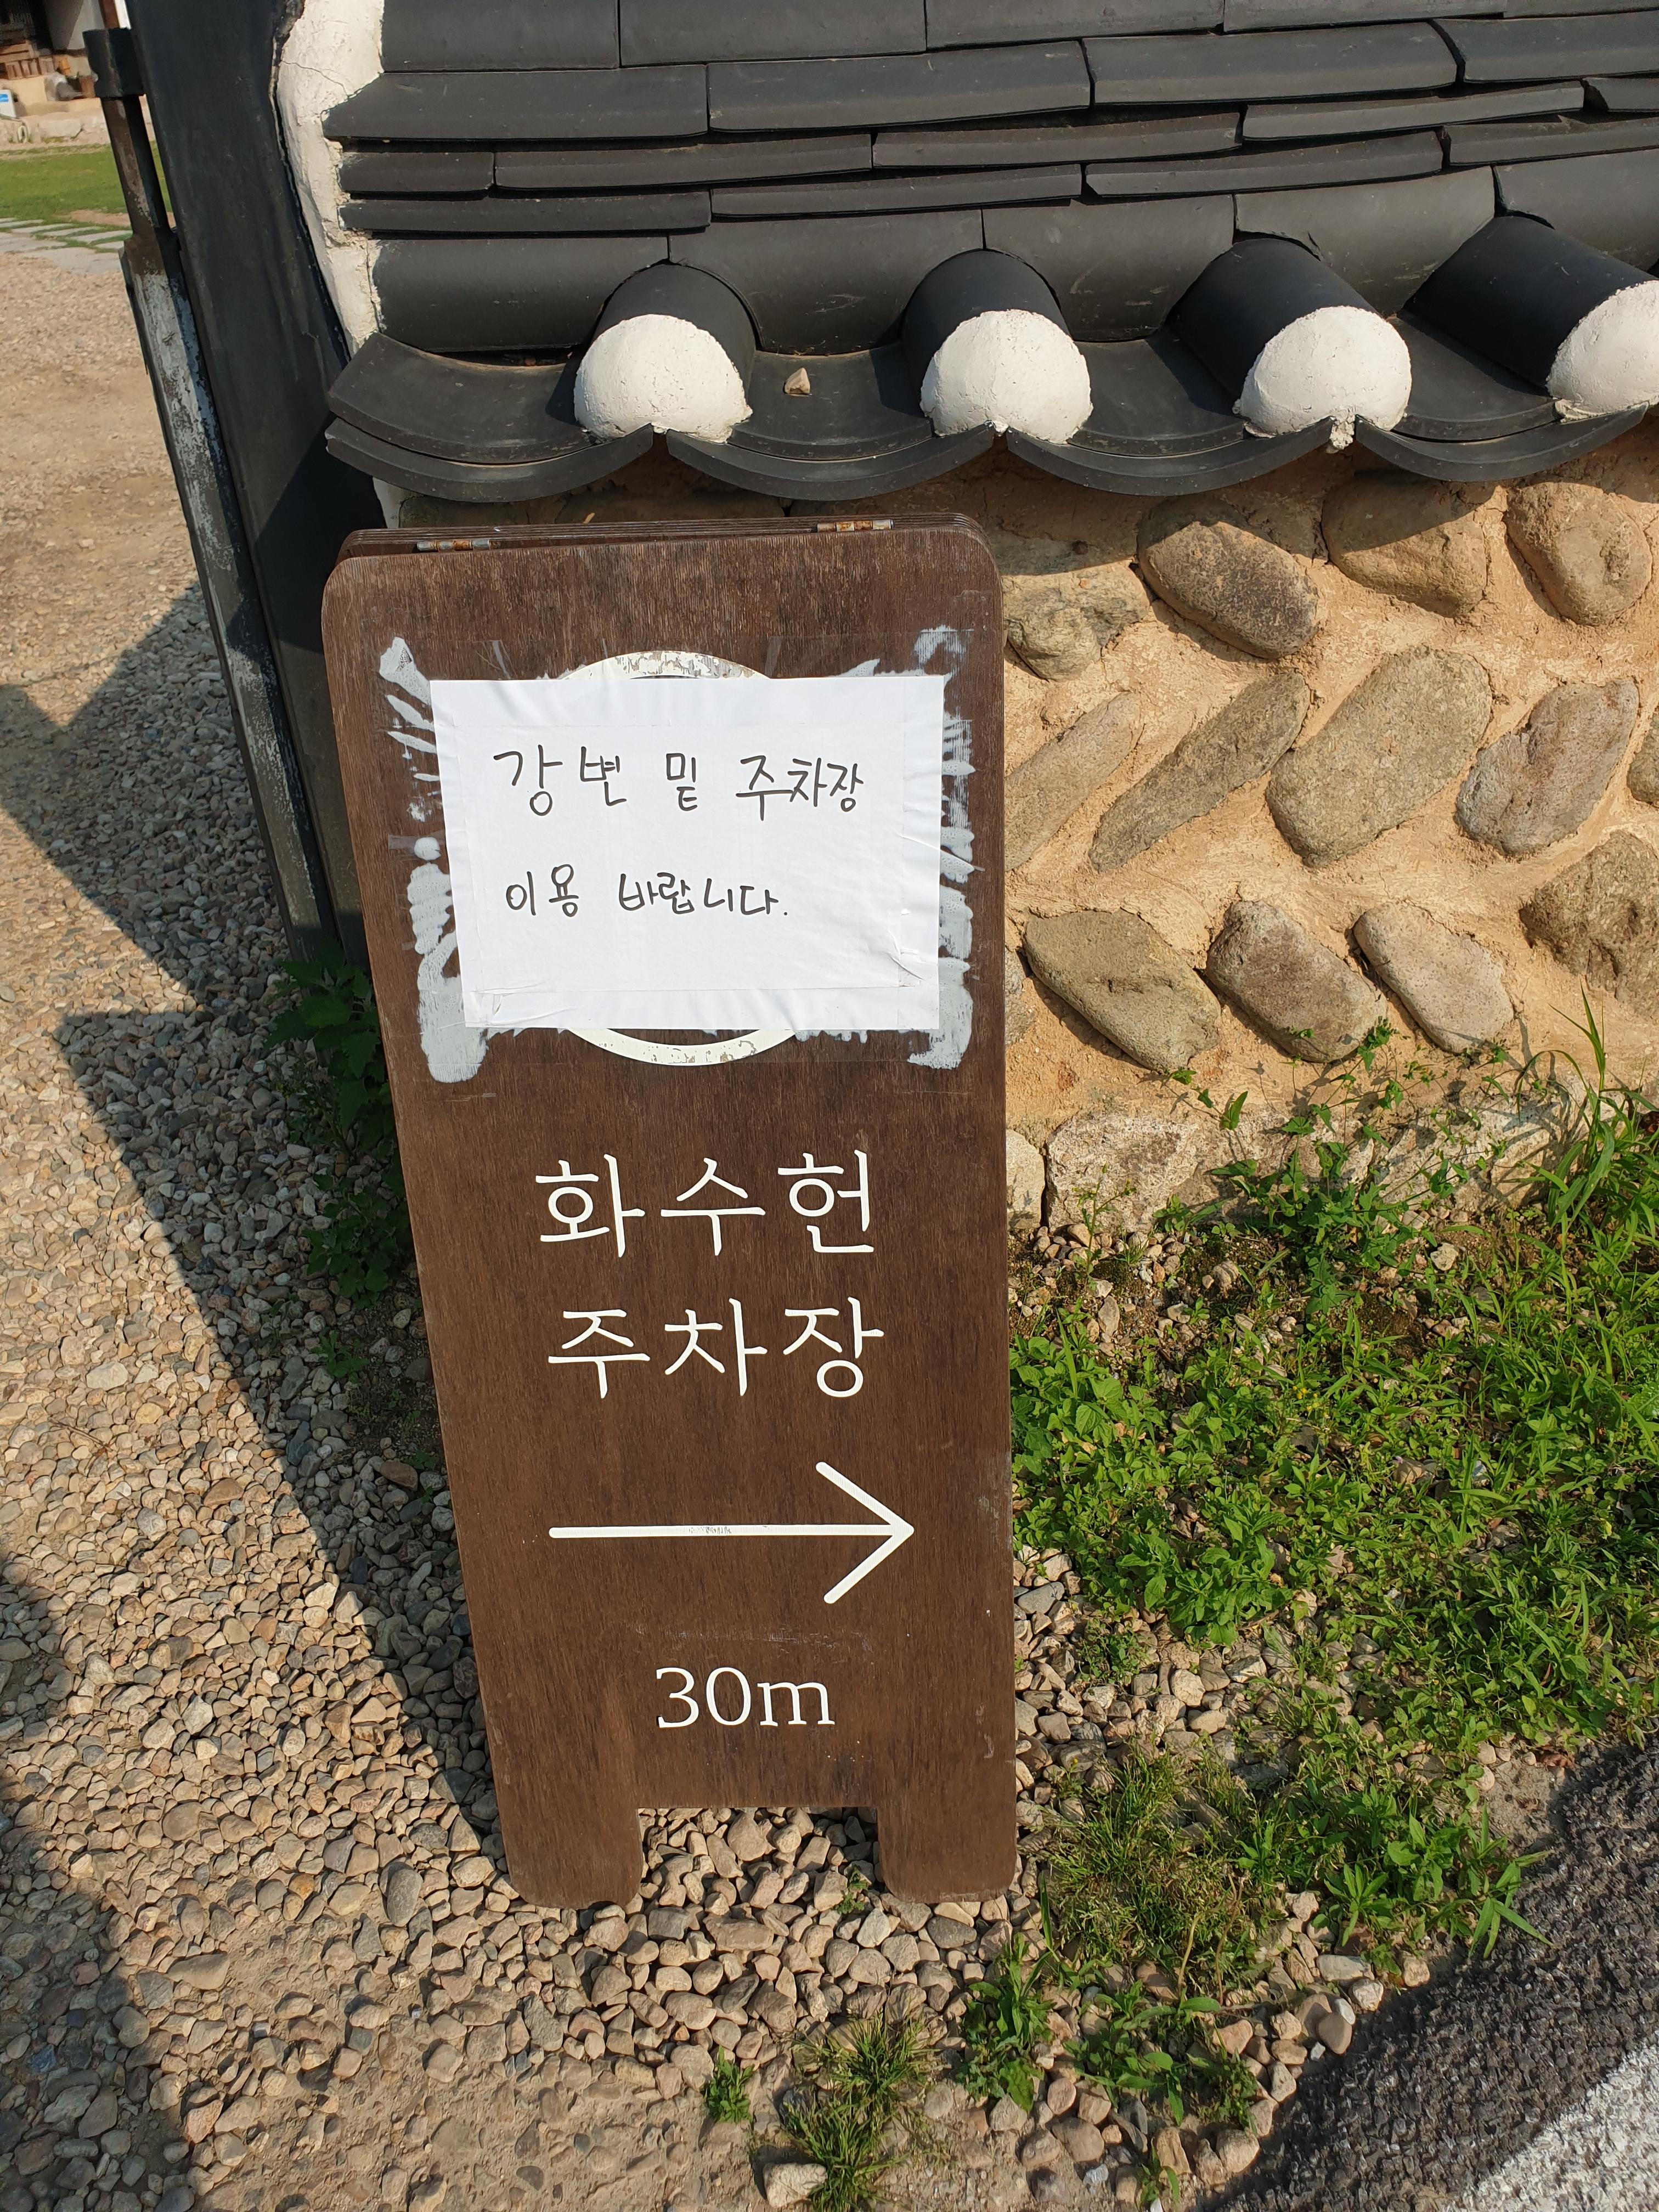 강변 밑 주차장
이용 바랍니다.
화수헌
주차장
→
30m